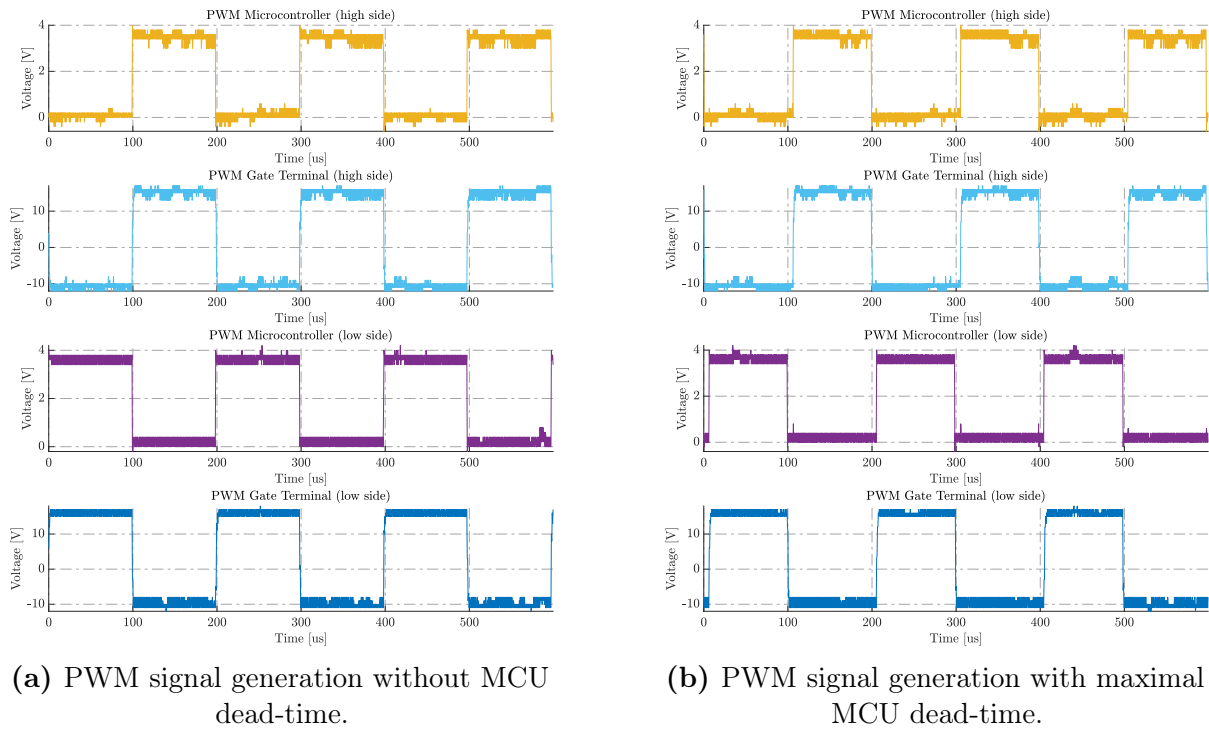 PWM Microcontroller (high side)
Voltage [V]
4
2
0
0 100 200 300 400 500
Time [us]
PWM Gate Terminal (high side)
Voltage [V]
10
0
-10
0 100 200 300 400 500
Time [us]
PWM Microcontroller (low side)
Voltage [V]
4
2
0
0 100 200 300 400 500
Time [us]
PWM Gate Terminal (low side)
Voltage [V]
10
0
-10
0 100 200 300 400 500
Time [us]
(a) PWM signal generation without MCU
dead-time.
PWM Microcontroller (high side)
Voltage [V]
4
2
0
0 100 200 300 400 500
Time [us]
PWM Gate Terminal (high side)
Voltage [V]
10
0
-10
0 100 200 300 400 500
Time [us]
PWM Microcontroller (low side)
Voltage [V]
4
2
0
0 100 200 300 400 500
Time [us]
PWM Gate Terminal (low side)
Voltage [V]
10
0
-10
0 100 200 300 400 500
Time [us]
(b) PWM signal generation with maximal
MCU dead-time.